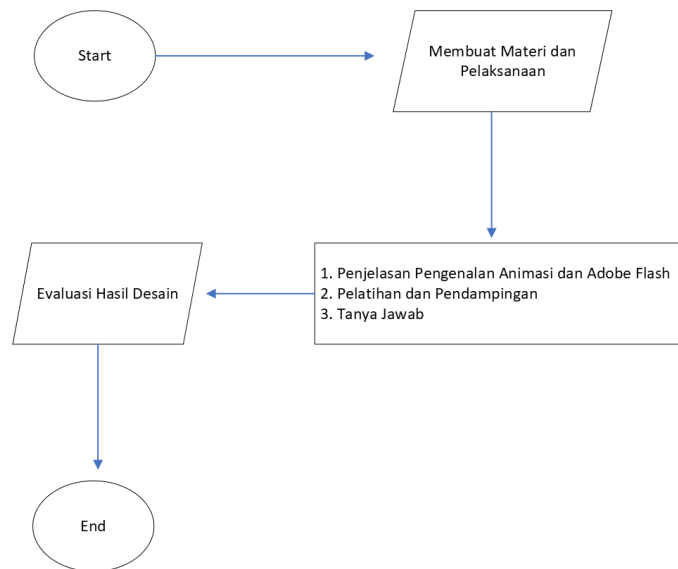 Start
Membuat Materi dan
Pelaksanaan
1. Penjelasan Pengenalan Animasi dan Adobe Flash
2. Pelatihan dan Pendampingan
3. Tanya Jawab
Evaluasi Hasil Desain
End